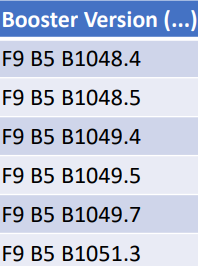 Booster Version (...)
F9 B5 B1048.4
F9 B5 B1048.5
F9 B5 B1049.4
F9 B5 B1049.5
F9 B5 B1049.7
F9 B5 B1051.3